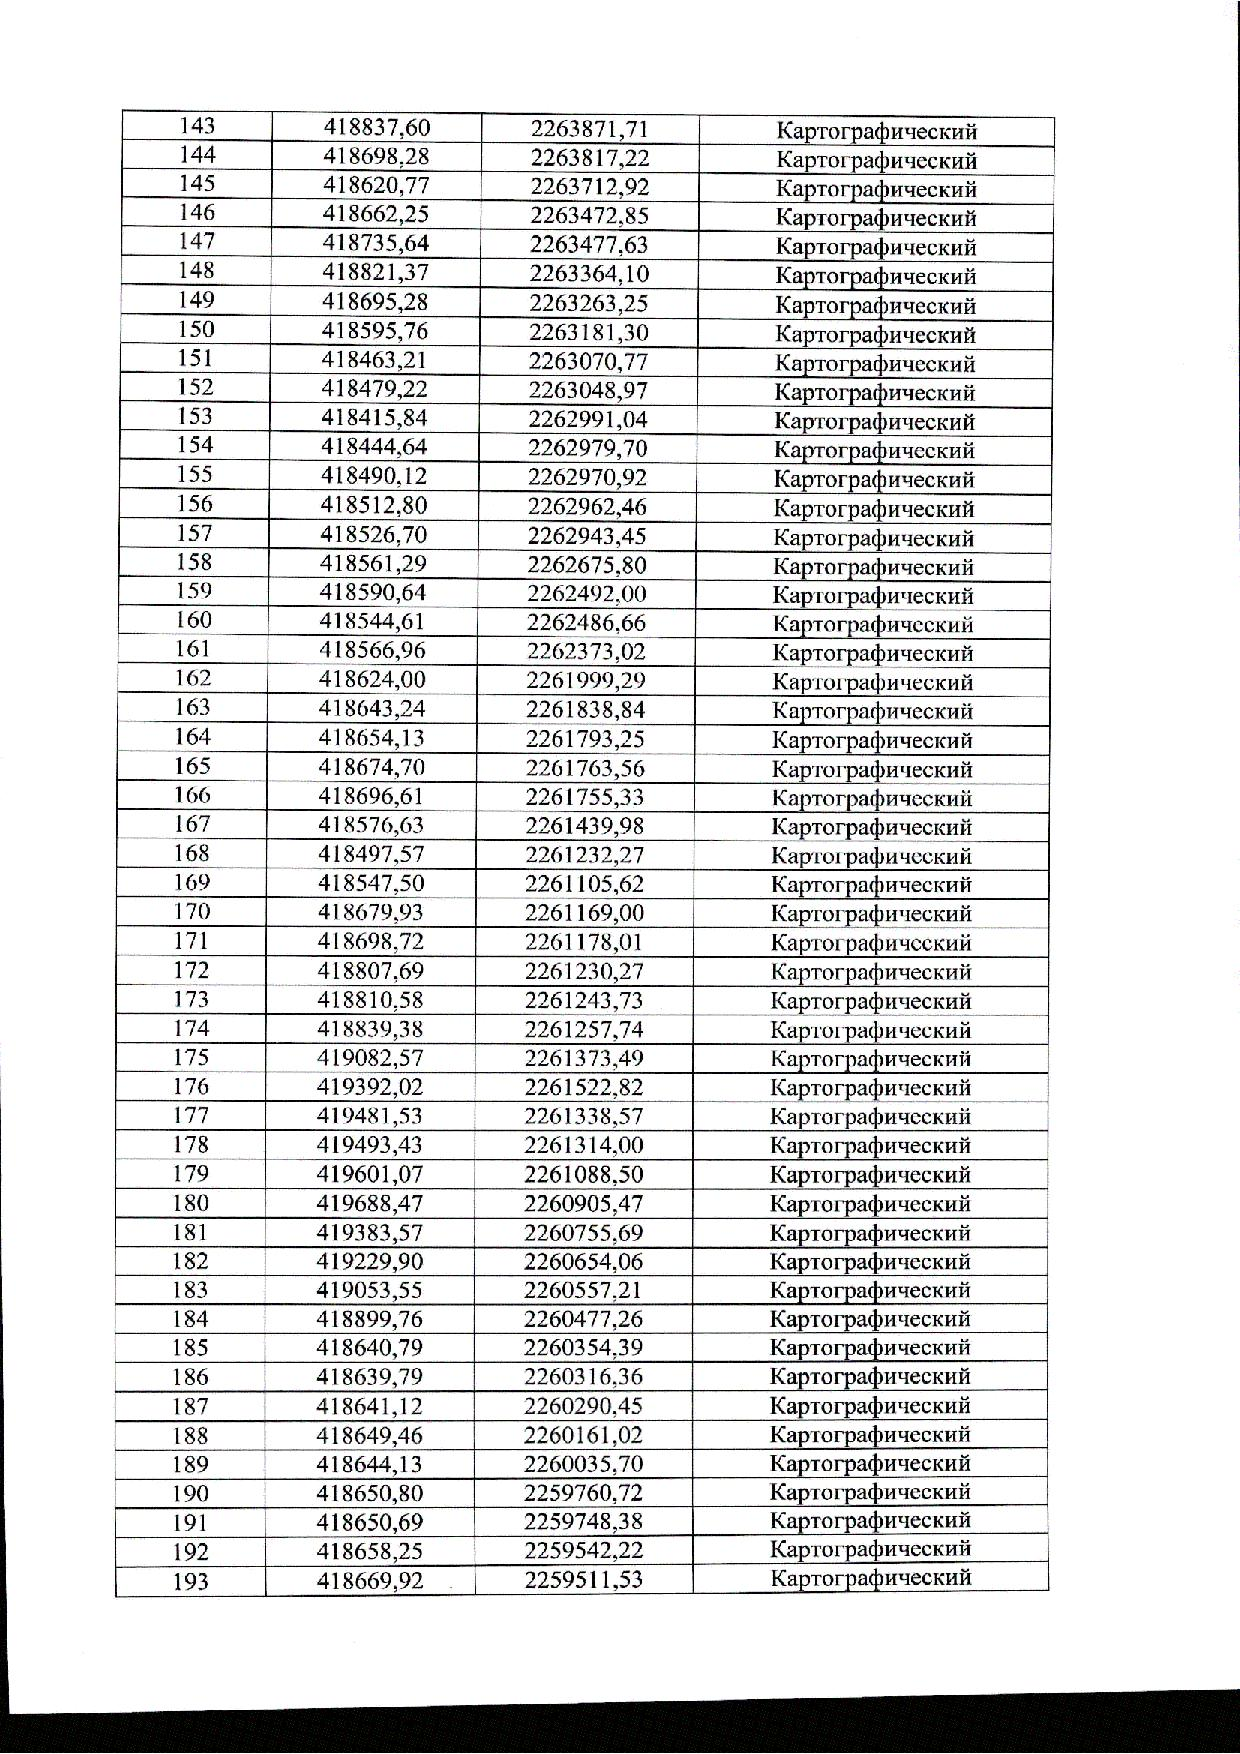 143 418837,60 2263871,71 Картографический
144 418698,28 2263817,22 Картографический
145 418620,77 2263712,92 Картографический
146 418662,25 2263472,85 Картографический
147 418735,64 2263477,63 Картографический
148 418821,37 2263364,10 Картографический
149 418695,28 2263263,25 Картографический
150 418595,76 2263181,30 Картографический
151 418463,21 2263070,77 Картографический
152 418479,22 2263048,97 Картографический
153 418415,84 2262991,04 Картографический
154 418444,64 2262979,70 Картографический
155 418490,12 2262970,92 Картографический
156 418512,80 2262962,46 Картографический
157 418526,70 2262943,45 Картографический
158 418561,29 2262675,80 Картографический
159 418590,64 2262492,00 Картографический
160 418544,61 2262486,66 Картографический
161 418566,96 2262373,02 Картографический
162 418624,00 2261999,29 Картографический
163 418643,24 2261838,84 Картографический
164 418654,13 2261793,25 Картографический
165 418674,70 2261763,56 Картографический
166 418696,61 2261755,33 Картографический
167 418576,63 2261439,98 Картографический
168 418497,57 2261232,27 Картографический
169 418547,50 2261105,62 Картографический
170 418679,93 2261169,00 Картографический
171 418698,72 2261178,01 Картографический
172 418807,69 2261230,27 Картографический
173 418810,58 2261243,73 Картографический
174 418839,38 2261257,74 Картографический
175 419082,57 2261373,49 Картографический
176 419392,02 2261522,82 Картографический
177 419481,53 2261338,57 Картографический
178 419493,43 2261314,00 Картографический
179 419601,07 2261088,50 Картографический
180 419688,47 2260905,47 Картографический
181 419383,57 2260755,69 Картографический
182 419229,90 2260654,06 Картографический
183 419053,55 2260557,21 Картографический
184 418899,76 2260477,26 Картографический
185 418640,79 2260354,39 Картографический
186 418639,79 2260316,36 Картографический
187 418641,12 2260290,45 Картографический
188 418649,46 2260161,02 Картографический
189 418644,13 2260035,70 Картографический
190 418650,80 2259760,72 Картографический
191 418650,69 2259748,38 Картографический
192 418658,25 2259542,22 Картографический
193 418669,92 2259511,53 Картографический